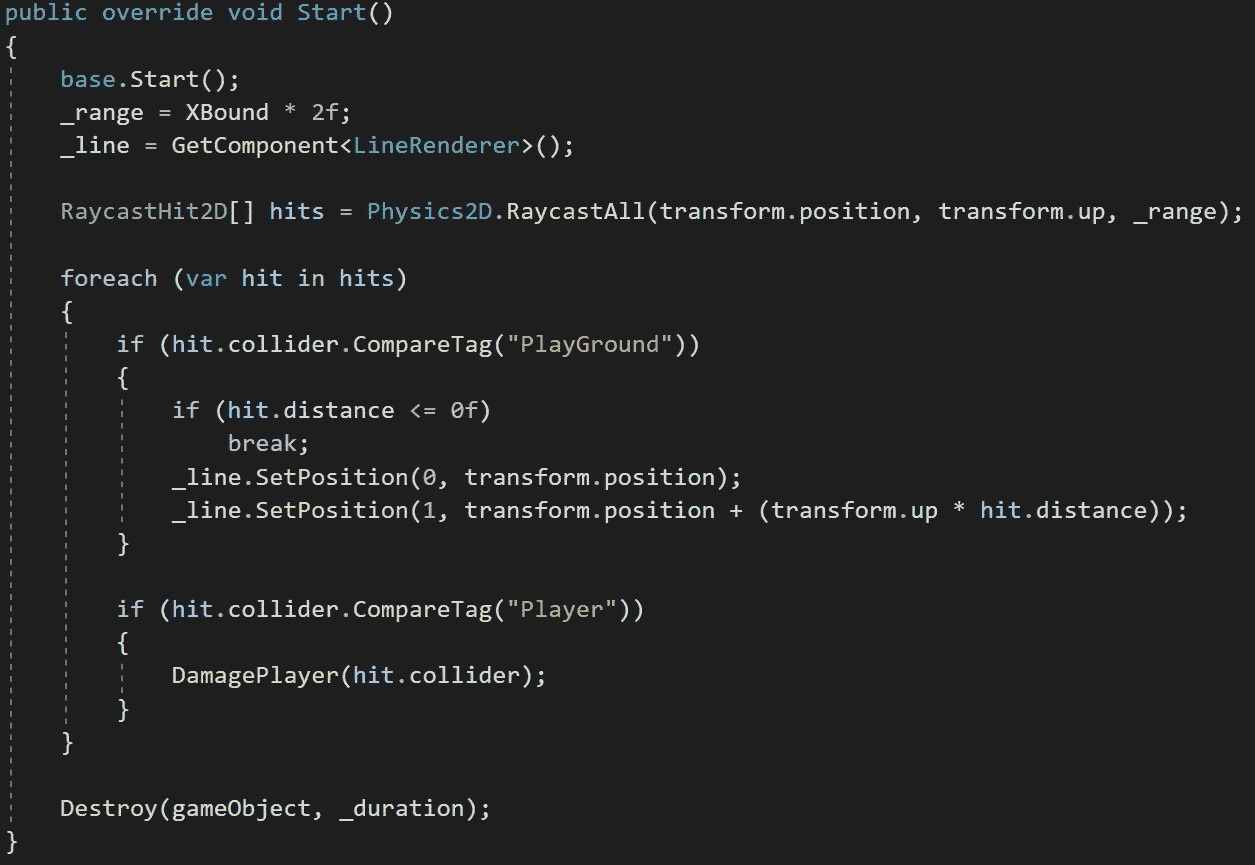 public override void Start()
{
    base.Start();
    _range = XBound * 2f;
    _line = GetComponent<LineRenderer>();

    RaycastHit2D[] hits = Physics2D.RaycastAll(transform.position, transform.up, _range);

    foreach (var hit in hits)
    {
        if (hit.collider.CompareTag("PlayGround"))
        {
            if (hit.distance <= 0f)
                break;
            _line.SetPosition(0, transform.position);
            _line.SetPosition(1, transform.position + (transform.up * hit.distance));
        }

        if (hit.collider.CompareTag("Player"))
        {
            DamagePlayer(hit.collider);
        }
    }

    Destroy(gameObject, _duration);
}